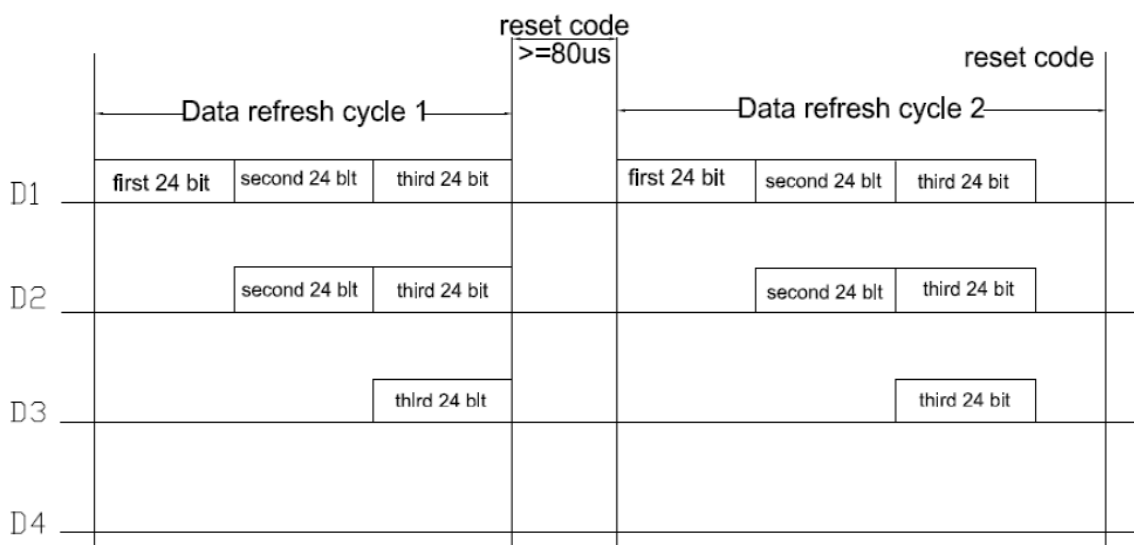 reset code
>=80us
reset code
Data refresh cycle 1
Data refresh cycle 2
D1
first 24 bit
second 24 blt
third 24 bit
first 24 bit
second 24 blt
third 24 bit
D2
second 24 blt
third 24 bit
second 24 blt
third 24 bit
D3
thlrd 24 blt
third 24 bit
D4